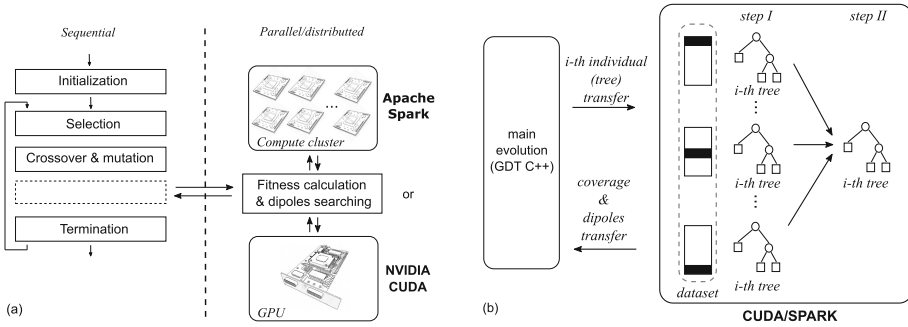 Sequential
Parallel/distributted
Initialization
Selection
Crossover & mutation
Termination
...
Compute cluster
Apache
Spark
Fitness calculation
& dipoles searching
or
GPU
NVIDIA
CUDA
(a)
main
evolution
(GDT C++)
i-th individual
(tree)
transfer
coverage
&
dipoles
transfer
step I
step II
i-th tree
i-th tree
i-th tree
i-th tree
dataset
CUDA/SPARK
(b)